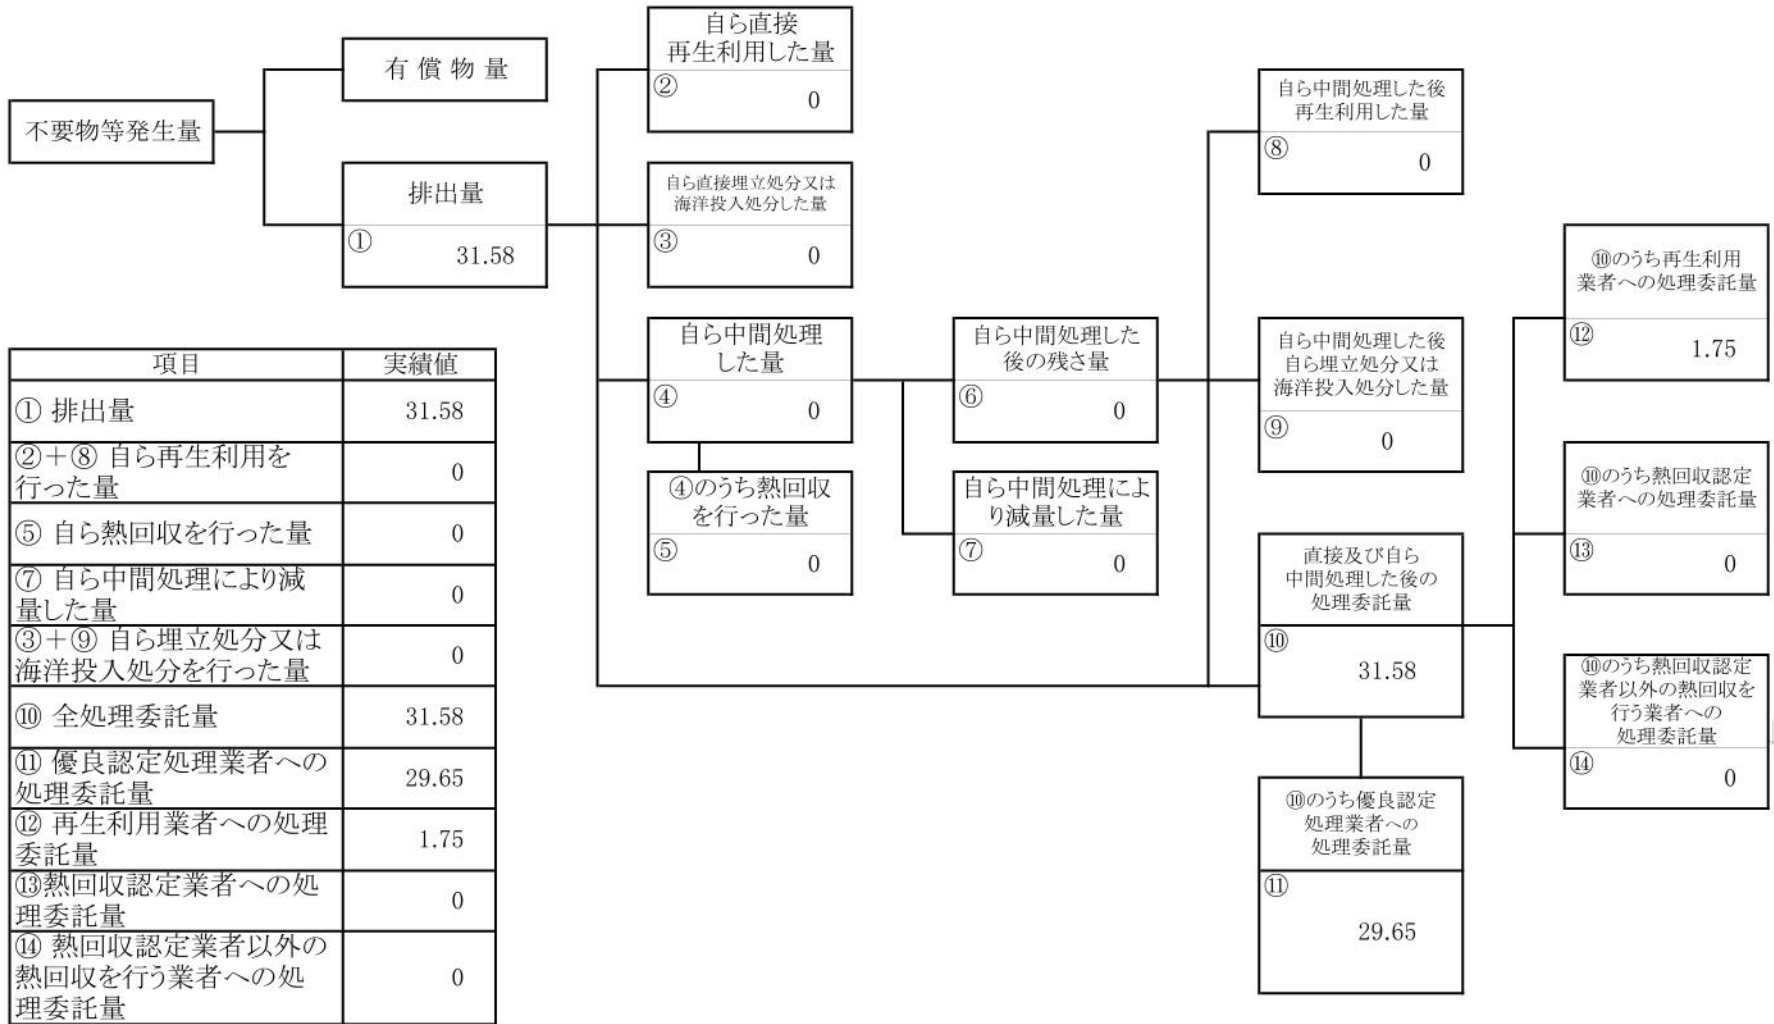 不要物等発生量
有償物量
排出量
①
31.58
自ら直接
再生利用した量
②
0
自ら直接埋立処分又は
海洋投入処分した量
③
0
自ら中間処理
した量
④
0
④のうち熱回収
を行った量
⑤
0
自ら中間処理した
後の残さ量
⑥
0
自ら中間処理によ
り減量した量
⑦
0
自ら中間処理した後
再生利用した量
⑧
0
自ら中間処理した後
自ら埋立処分又は
海洋投入処分した量
⑨
0
直接及び自ら
中間処理した後の
処理委託量
⑩
31.58
⑩のうち優良認定
処理業者への
処理委託量
⑪
29.65
⑩のうち再生利用
業者への処理委託量
⑫
1.75
⑩のうち熱回収認定
業者への処理委託量
⑬
0
⑩のうち熱回収認定
業者以外の熱回収を
行う業者への
処理委託量
⑭
0
項目 実績値
① 排出量 31.58
②+⑧ 自ら再生利用を
行った量 0
⑤ 自ら熱回収を行った量 0
⑦ 自ら中間処理により減
量した量 0
③+⑨ 自ら埋立処分又は
海洋投入処分を行った量 0
⑩ 全処理委託量 31.58
⑪ 優良認定処理業者への
処理委託量 29.65
⑫ 再生利用業者への処理
委託量 1.75
⑬熱回収認定業者への処
理委託量 0
⑭ 熱回収認定業者以外の
熱回収を行う業者への処
理委託量 0